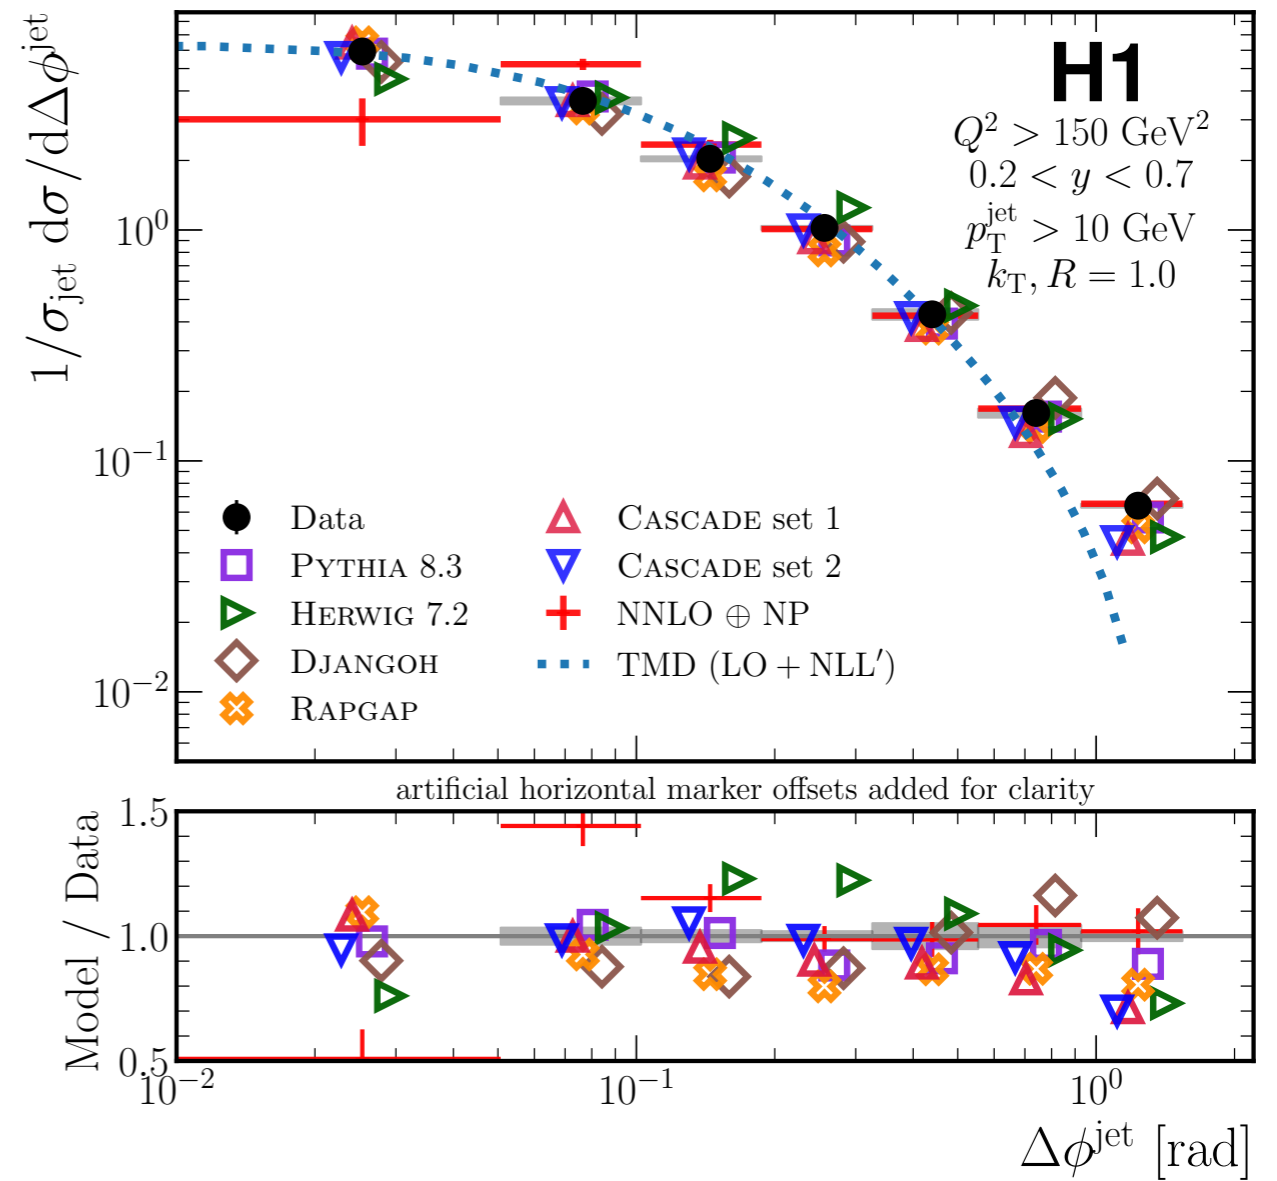 1/σ_jet dσ/dΔϕ^jet
H1
Q² > 150 GeV²
0.2 < y < 0.7
p_T^jet > 10 GeV
k_T, R = 1.0
10⁰
10⁻¹
10⁻²
Data
PYTHIA 8.3
HERWIG 7.2
DJANGOH
RAPGAP
CASCADE set 1
CASCADE set 2
NNLO ⊕ NP
TMD (LO + NLL′)
artificial horizontal marker offsets added for clarity
Model / Data
1.5
1.0
0.5
10⁻² 10⁻¹ 10⁰
Δϕ^jet [rad]